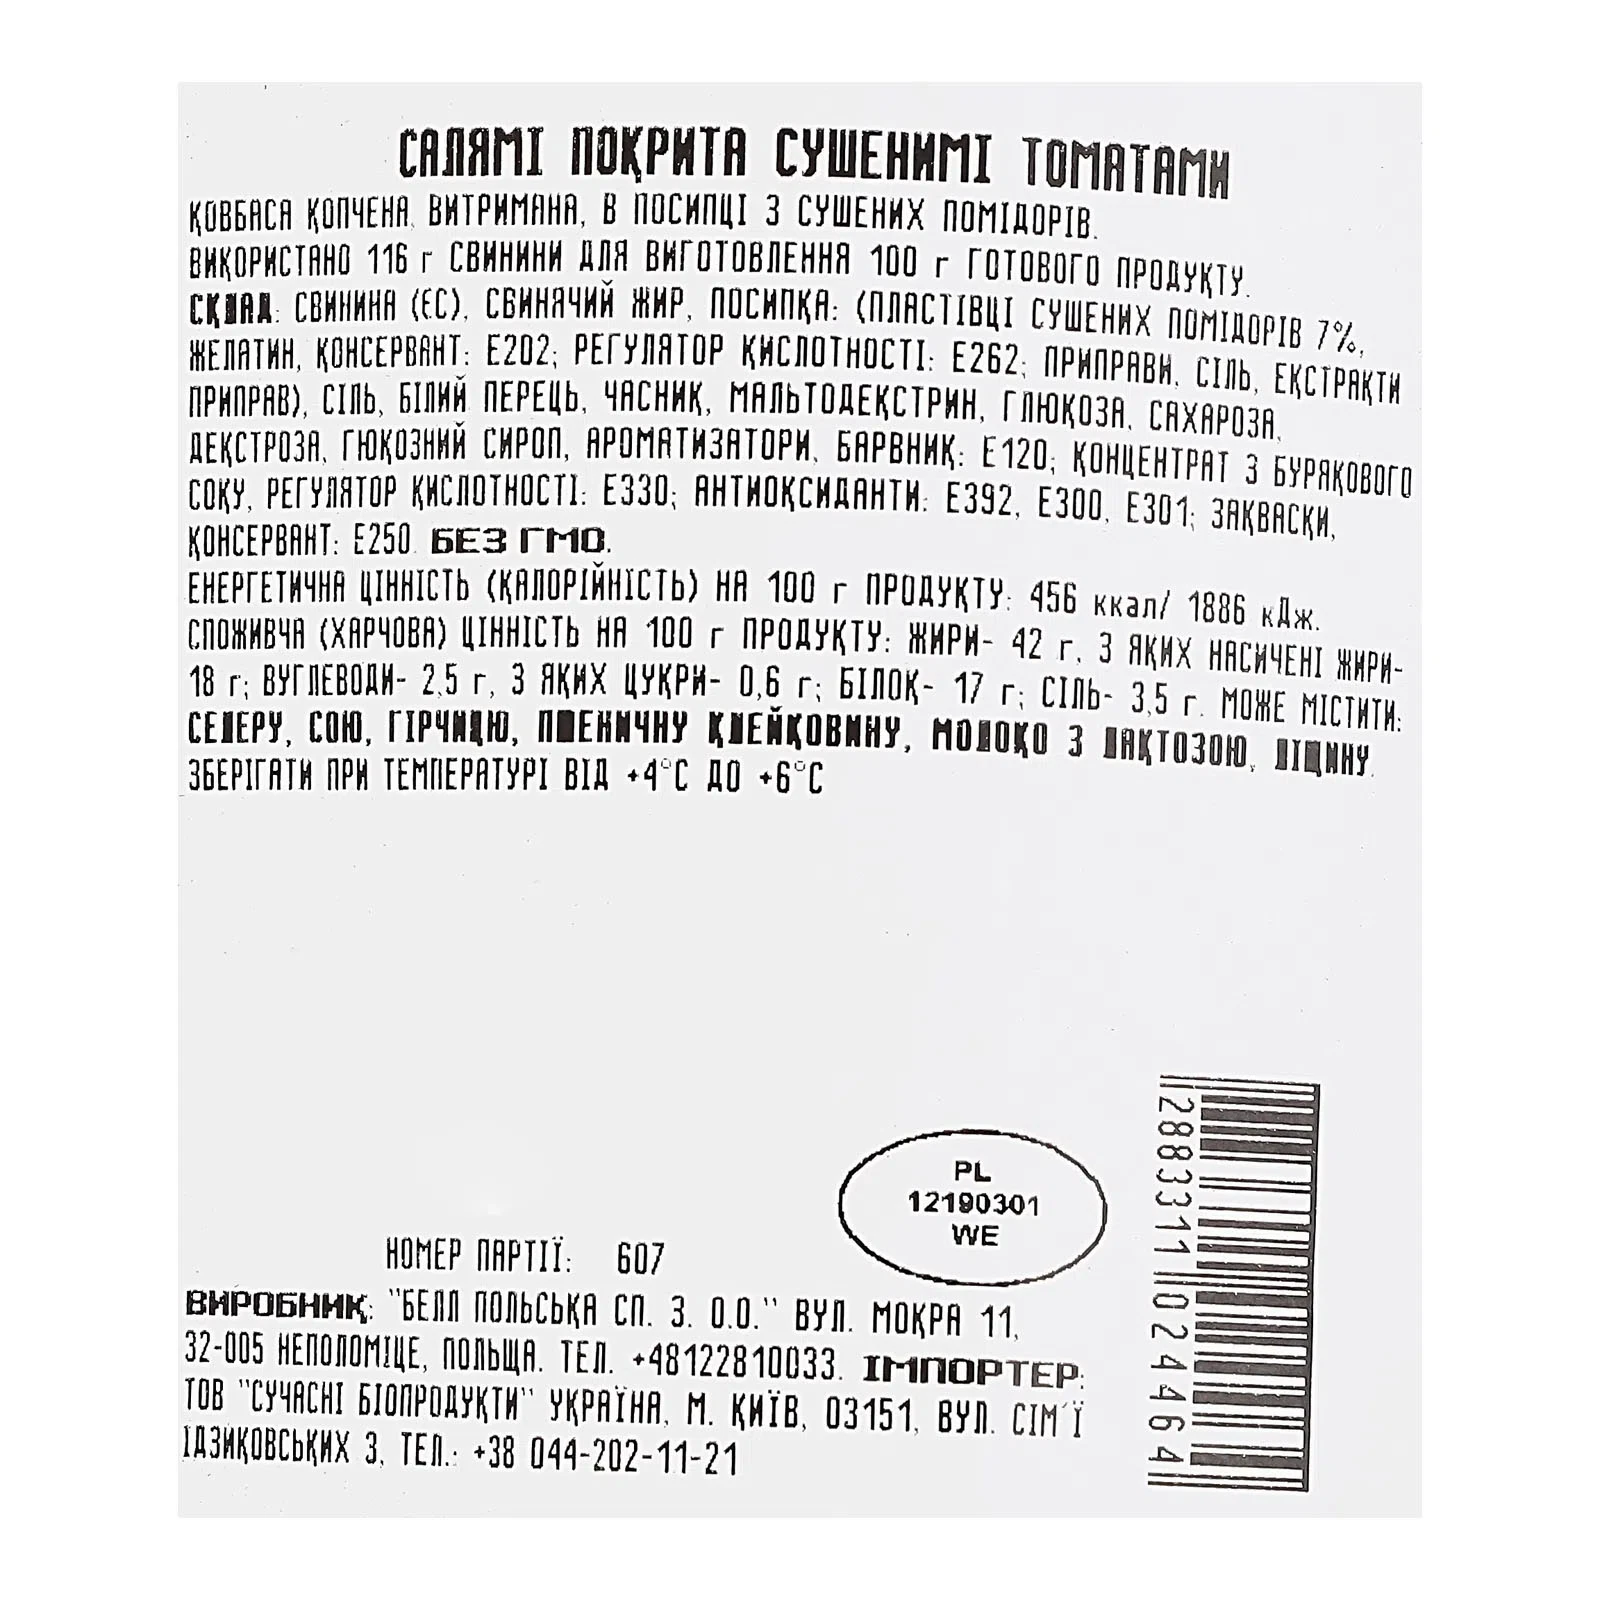 САЛЯМІ ПОКРИТА СУШЕНИМІ ТОМАТАМИ
КОВБАСА КОПЧЕНА, ВИТРИМАНА, В ПОСИПЦІ З СУШЕНИХ ПОМІДОРІВ.
ВИКОРИСТАНО 116 г СВИНИНИ ДЛЯ ВИГОТОВЛЕННЯ 100 г ГОТОВОГО ПРОДУКТУ.
СКЛАД: СВИНИНА (ЄС), СВИНЯЧИЙ ЖИР, ПОСИПКА: (ПЛАСТІВЦІ СУШЕНИХ ПОМІДОРІВ 7%,
ЖЕЛАТИН, КОНСЕРВАНТ: Е202; РЕГУЛЯТОР КИСЛОТНОСТІ: Е262; ПРИПРАВИ, СІЛЬ, ЕКСТРАКТИ
ПРИПРАВ), СІЛЬ, БІЛИЙ ПЕРЕЦЬ, ЧАСНИК, МАЛЬТОДЕКСТРИН, ГЛЮКОЗА, САХАРОЗА,
ДЕКСТРОЗА, ГЮКОЗНИЙ СИРОП, АРОМАТИЗАТОРИ, БАРВНИК: Е120; КОНЦЕНТРАТ З БУРЯКОВОГО
СОКУ, РЕГУЛЯТОР КИСЛОТНОСТІ: Е330; АНТИОКСИДАНТИ: Е392, Е300, Е301; ЗАКВАСКИ,
КОНСЕРВАНТ: Е250. БЕЗ ГМО.
ЕНЕРГЕТИЧНА ЦІННІСТЬ (КАЛОРІЙНІСТЬ) НА 100 г ПРОДУКТУ: 456 ккал/ 1886 кДж.
СПОЖИВЧА (ХАРЧОВА) ЦІННІСТЬ НА 100 г ПРОДУКТУ: ЖИРИ- 42 г, З ЯКИХ НАСИЧЕНІ ЖИРИ-
18 г; ВУГЛЕВОДИ- 2,5 г, З ЯКИХ ЦУКРИ- 0,6 г; БІЛОК- 17 г; СІЛЬ- 3,5 г. МОЖЕ МІСТИТИ:
СЕЛЕРУ, СОЮ, ГІРЧИЦЮ, ПШЕНИЧНУ КЛЕЙКОВИНУ, МОЛОКО З ЛАКТОЗОЮ, ЛІЩИНУ.
ЗБЕРІГАТИ ПРИ ТЕМПЕРАТУРІ ВІД +4°С ДО +6°С
PL
12190301
WE
2883311024464
НОМЕР ПАРТІЇ: 607
ВИРОБНИК: "БЕЛЛ ПОЛЬСЬКА СП. З. О.О." ВУЛ. МОКРА 11,
32-005 НЕПОЛОМІЦЕ, ПОЛЬЩА. ТЕЛ. +48122810033. ІМПОРТЕР:
ТОВ "СУЧАСНІ БІОПРОДУКТИ" УКРАЇНА, М. КИЇВ, 03151, ВУЛ. СІМ'Ї
ІДЗИКОВСЬКИХ 3, ТЕЛ.: +38 044-202-11-21